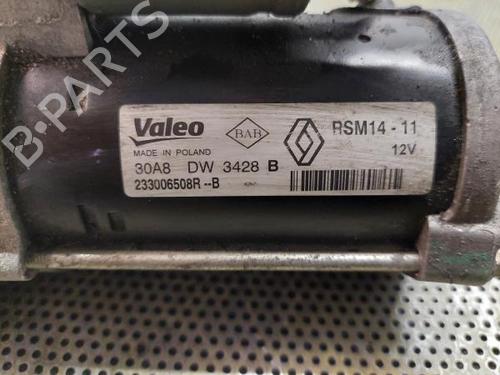 B-PARTS
Valeo
MADE IN POLAND
BAB
RSM14 - 11
12V
30A8 DW 3428 B
233006508R--B